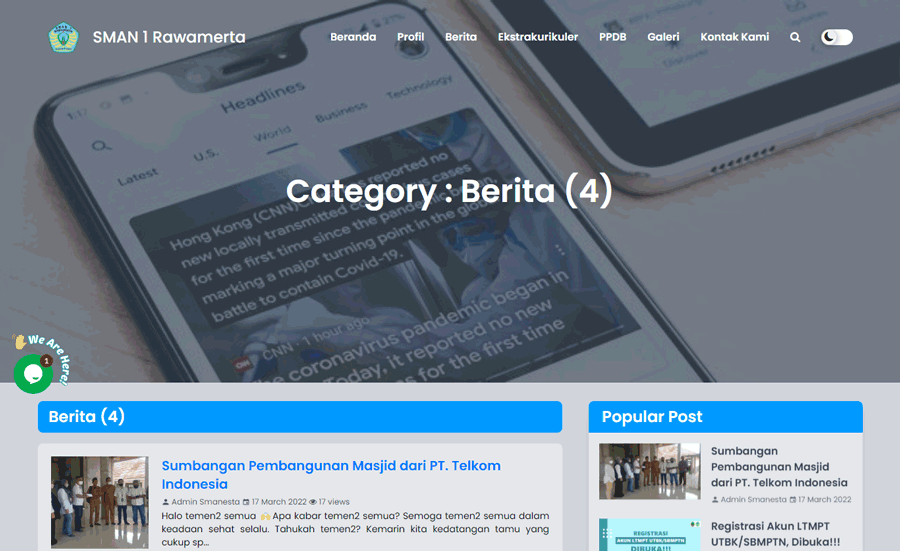 SMAN 1 Rawamerta
Beranda
Profil
Berita
Ekstrakurikuler
PPDB
Galeri
Kontak Kami
1:17
Headlines
Latest
U.S.
World
Business
Technology
Discover
Category : Berita (4)
Hong Kong (CNN)
reported no
new locally transmitted
cases
for the first time since the pandemic began,
marking a major turning point in the global
battle to contain Covid-19.
CNN · 1 hour ago
The coronavirus pandemic began in
Today, it reported no new
for the first time
We Are Here!
1
Berita (4)
Sumbangan Pembangunan Masjid dari PT. Telkom
Indonesia
Admin Smanesta 17 March 2022 17 views
Halo temen2 semua 🙌Apa kabar temen2 semua? Semoga temen2 semua dalam
keadaan sehat selalu. Tahukah temen2? Kemarin kita kedatangan tamu yang
cukup sp...
Popular Post
Sumbangan
Pembangunan Masjid
dari PT. Telkom Indonesia
Admin Smanesta 17 March 2022
REGISTRASI
AKUN LTMPT
UNTUK UTBK/SBMPTN
DIBUKA!!!
Registrasi Akun LTMPT
UTBK/SBMPTN, Dibuka!!!